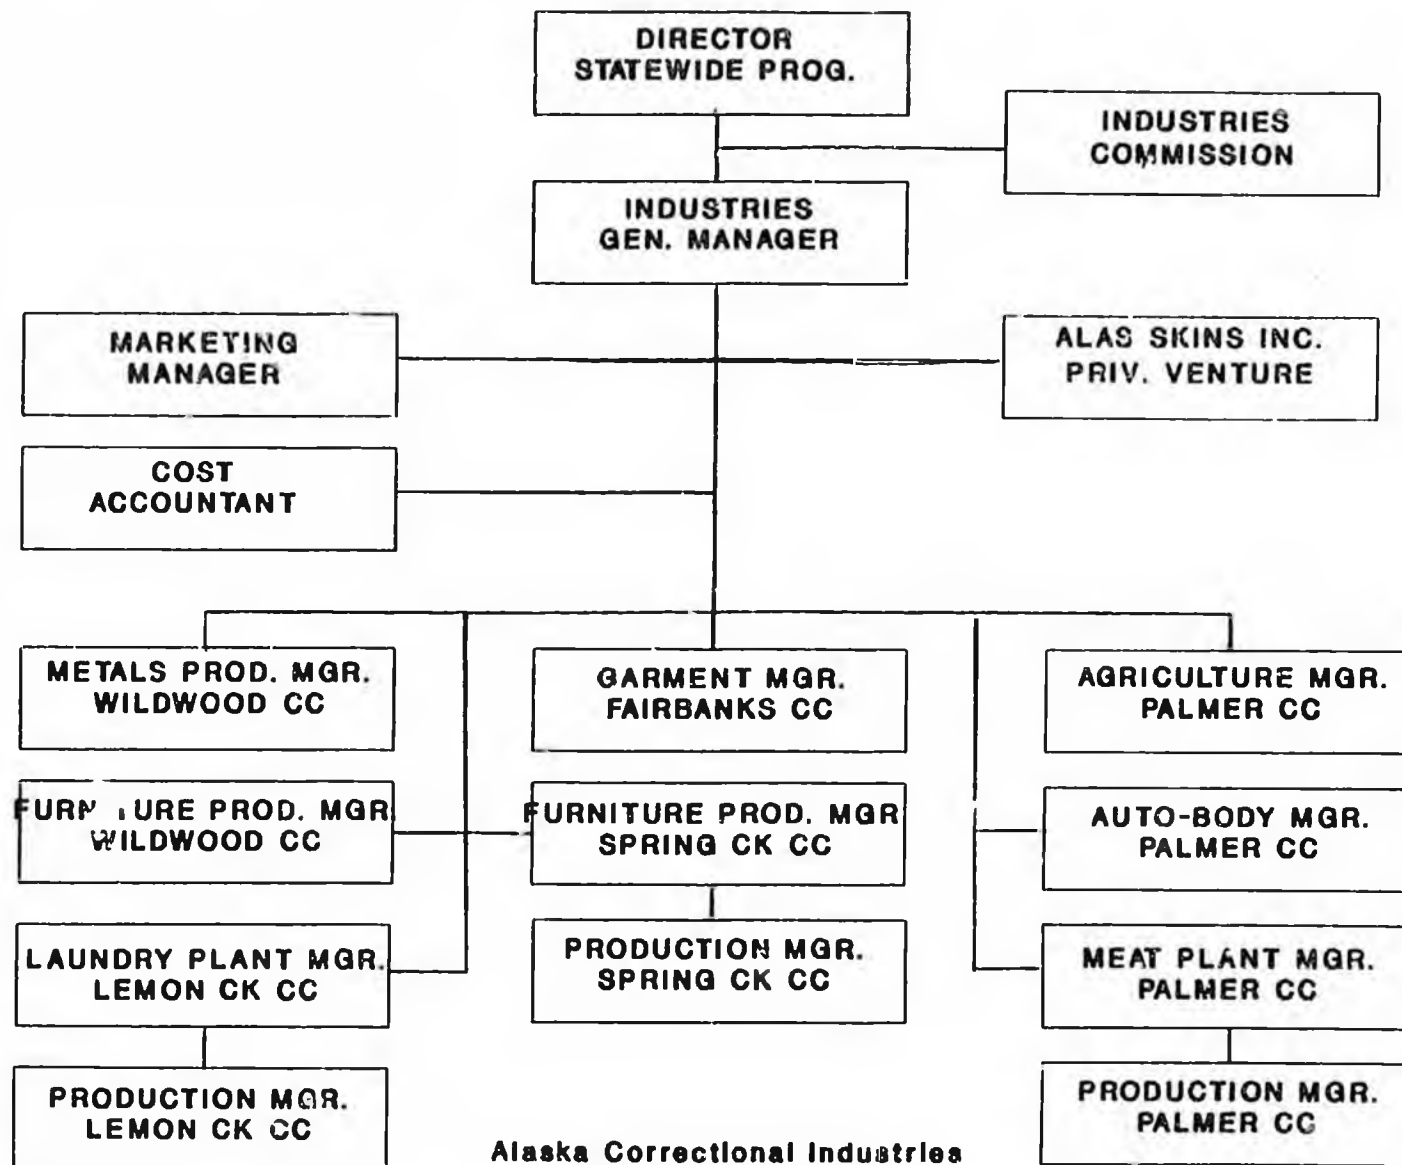 DIRECTOR
STATEWIDE PROG.
INDUSTRIES
COMMISSION
INDUSTRIES
GEN. MANAGER
MARKETING
MANAGER
ALAS SKINS INC.
PRIV. VENTURE
COST
ACCOUNTANT
METALS PROD. MGR.
WILDWOOD CC
GARMENT MGR.
FAIRBANKS CC
AGRICULTURE MGR.
PALMER CC
FURNITURE PROD. MGR
WILDWOOD CC
FURNITURE PROD. MGR
SPRING CK CC
AUTO-BODY MGR.
PALMER CC
LAUNDRY PLANT MGR.
LEMON CK CC
PRODUCTION MGR.
SPRING CK CC
MEAT PLANT MGR.
PALMER CC
PRODUCTION MGR.
LEMON CK CC
PRODUCTION MGR.
PALMER CC
Alaska Correctional Industries